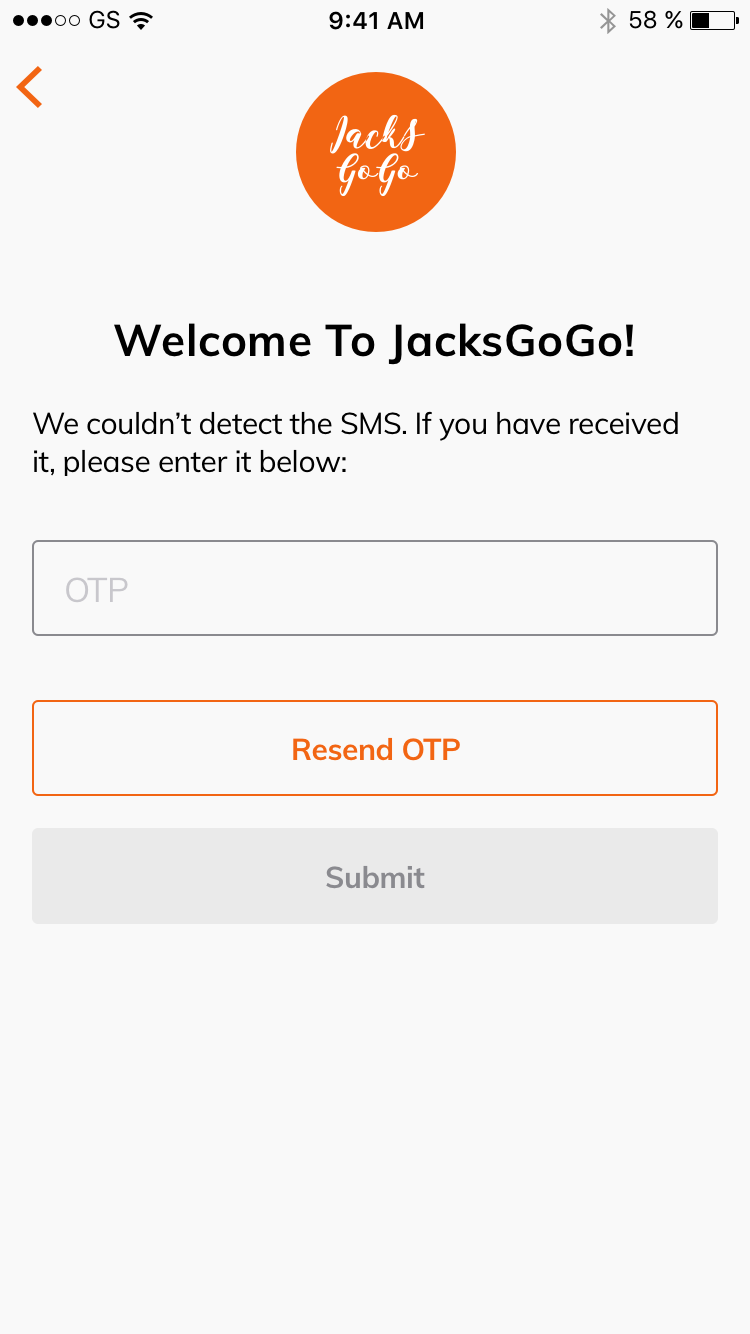 GS 9:41 AM 58 %
Jacks
GoGo
Welcome To JacksGoGo!
We couldn’t detect the SMS. If you have received
it, please enter it below:
OTP
Resend OTP
Submit